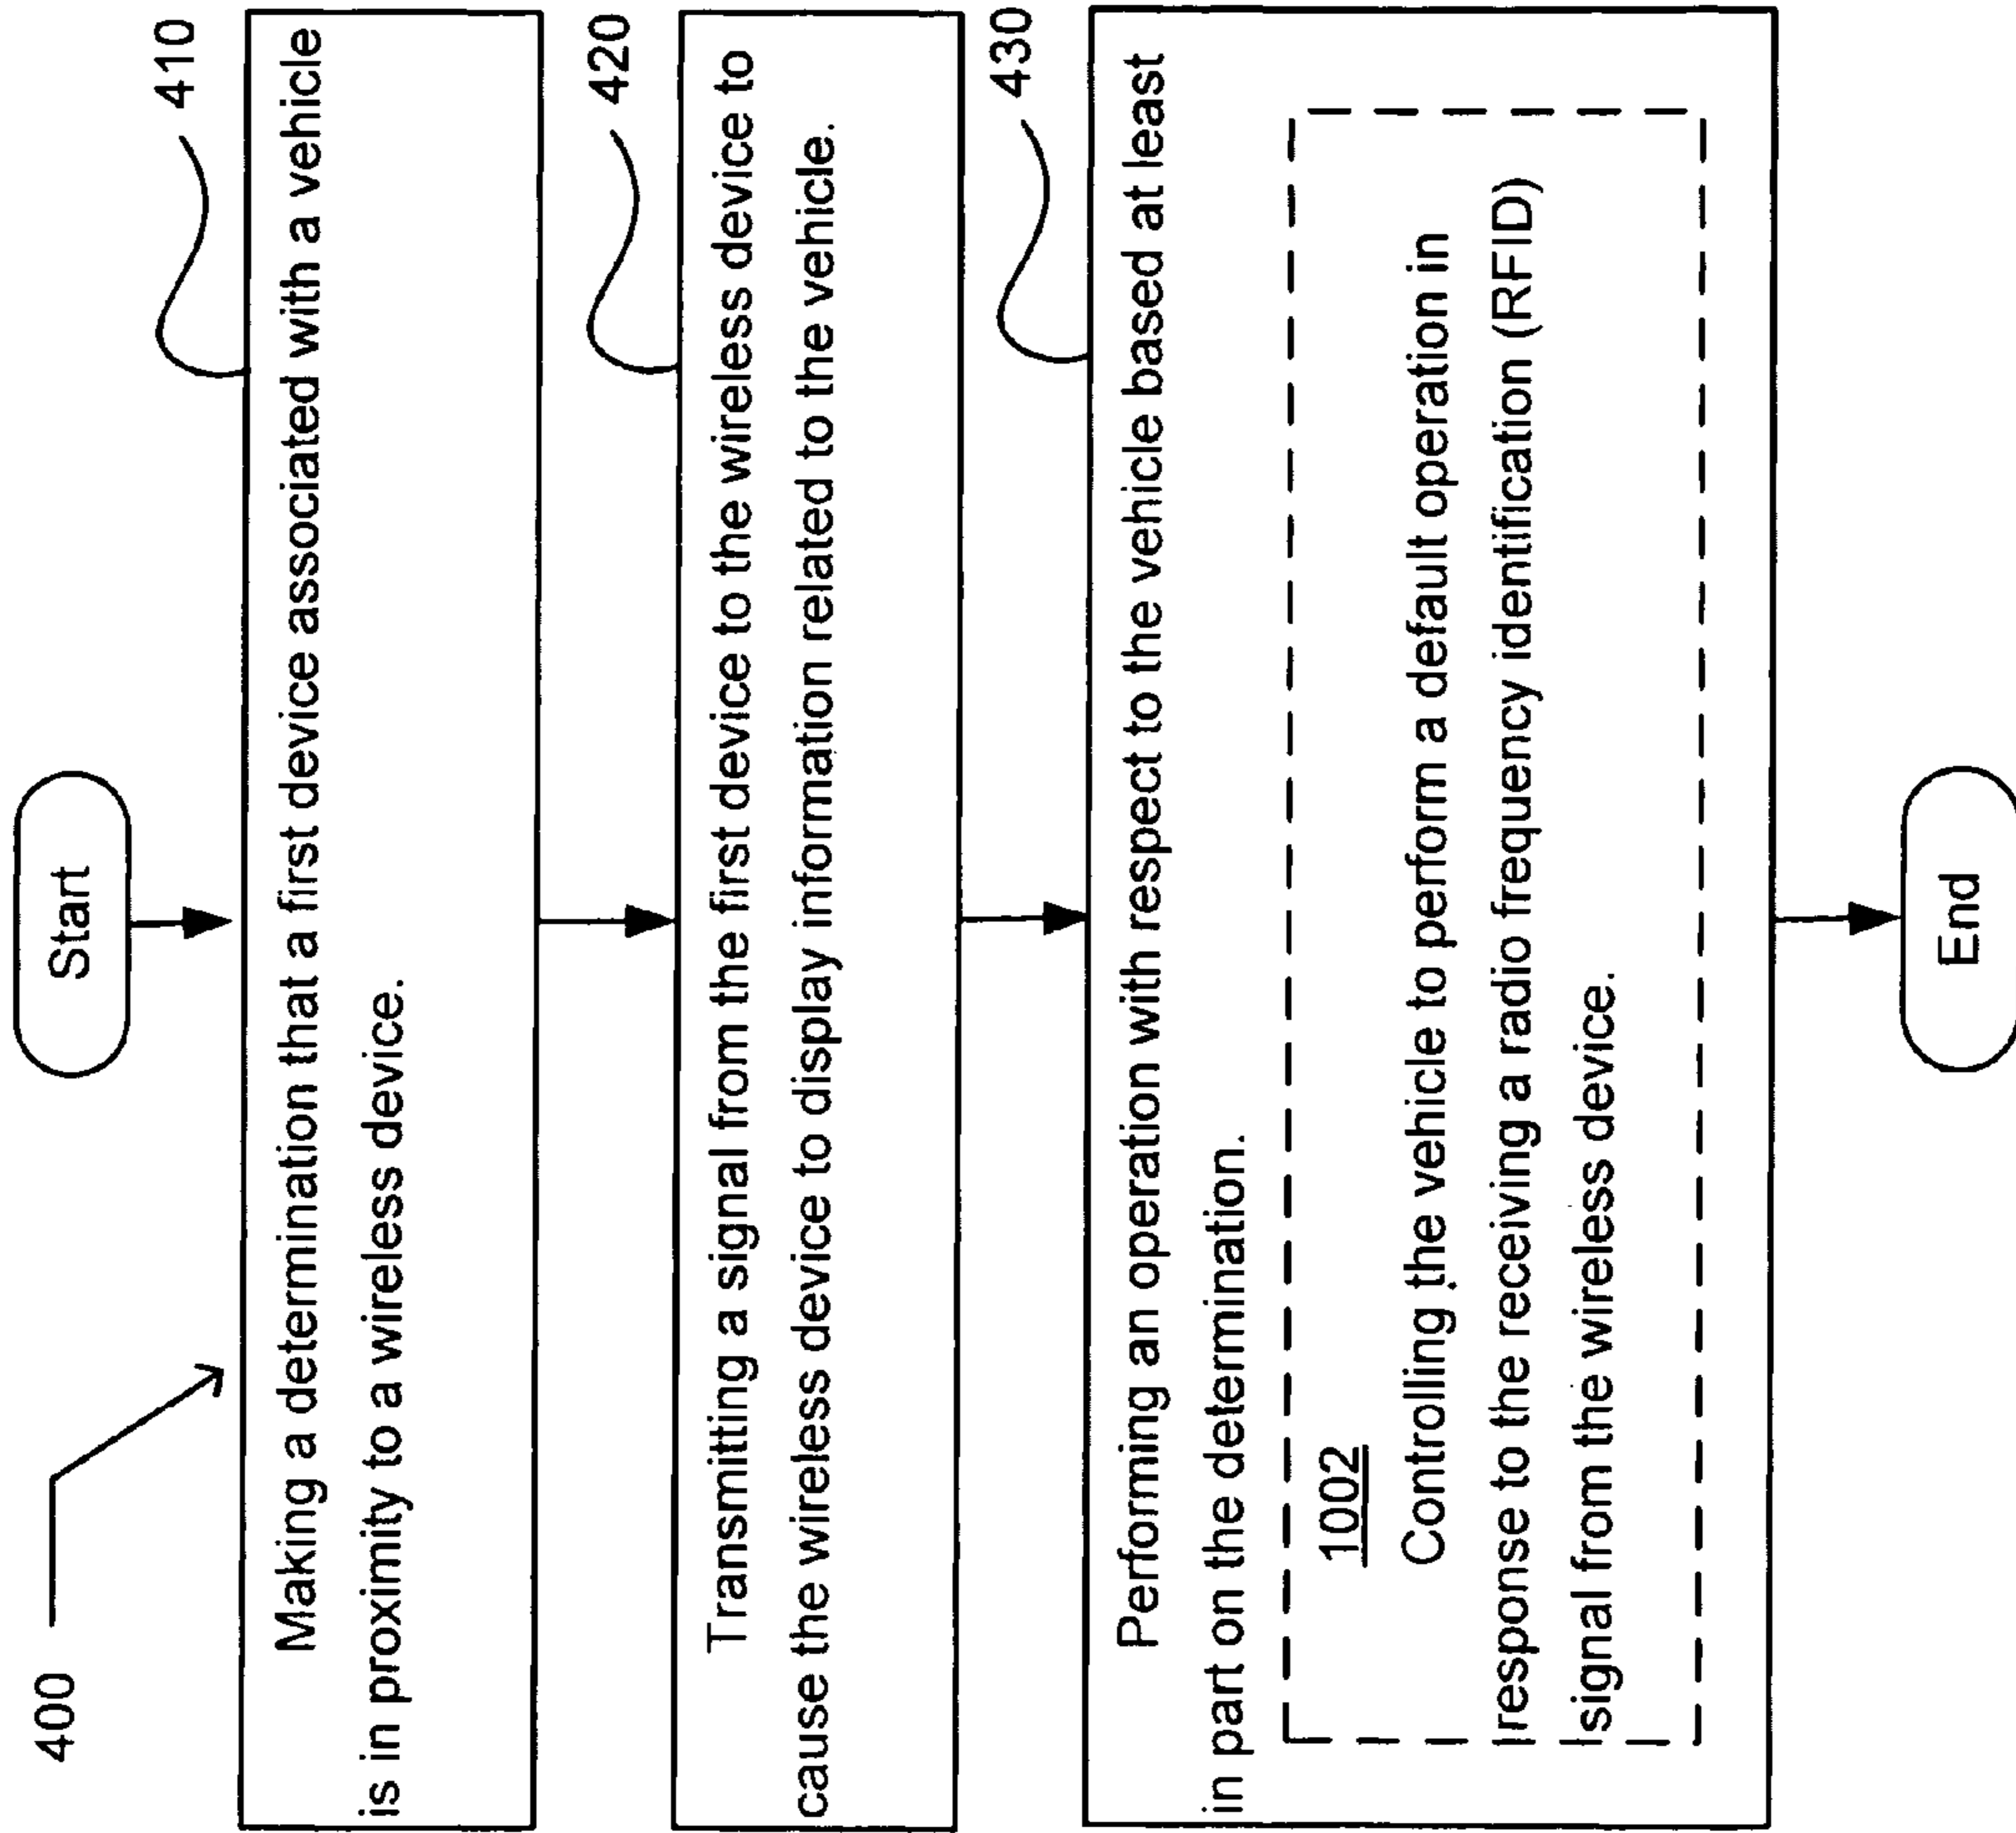 400
Start
410
Making a determination that a first device associated with a vehicle
is in proximity to a wireless device.
420
Transmitting a signal from the first device to the wireless device to
cause the wireless device to display information related to the vehicle.
430
Performing an operation with respect to the vehicle based at least
in part on the determination.
1002
Controlling the vehicle to perform a default operation in
response to the receiving a radio frequency identification (RFID)
signal from the wireless device.
End